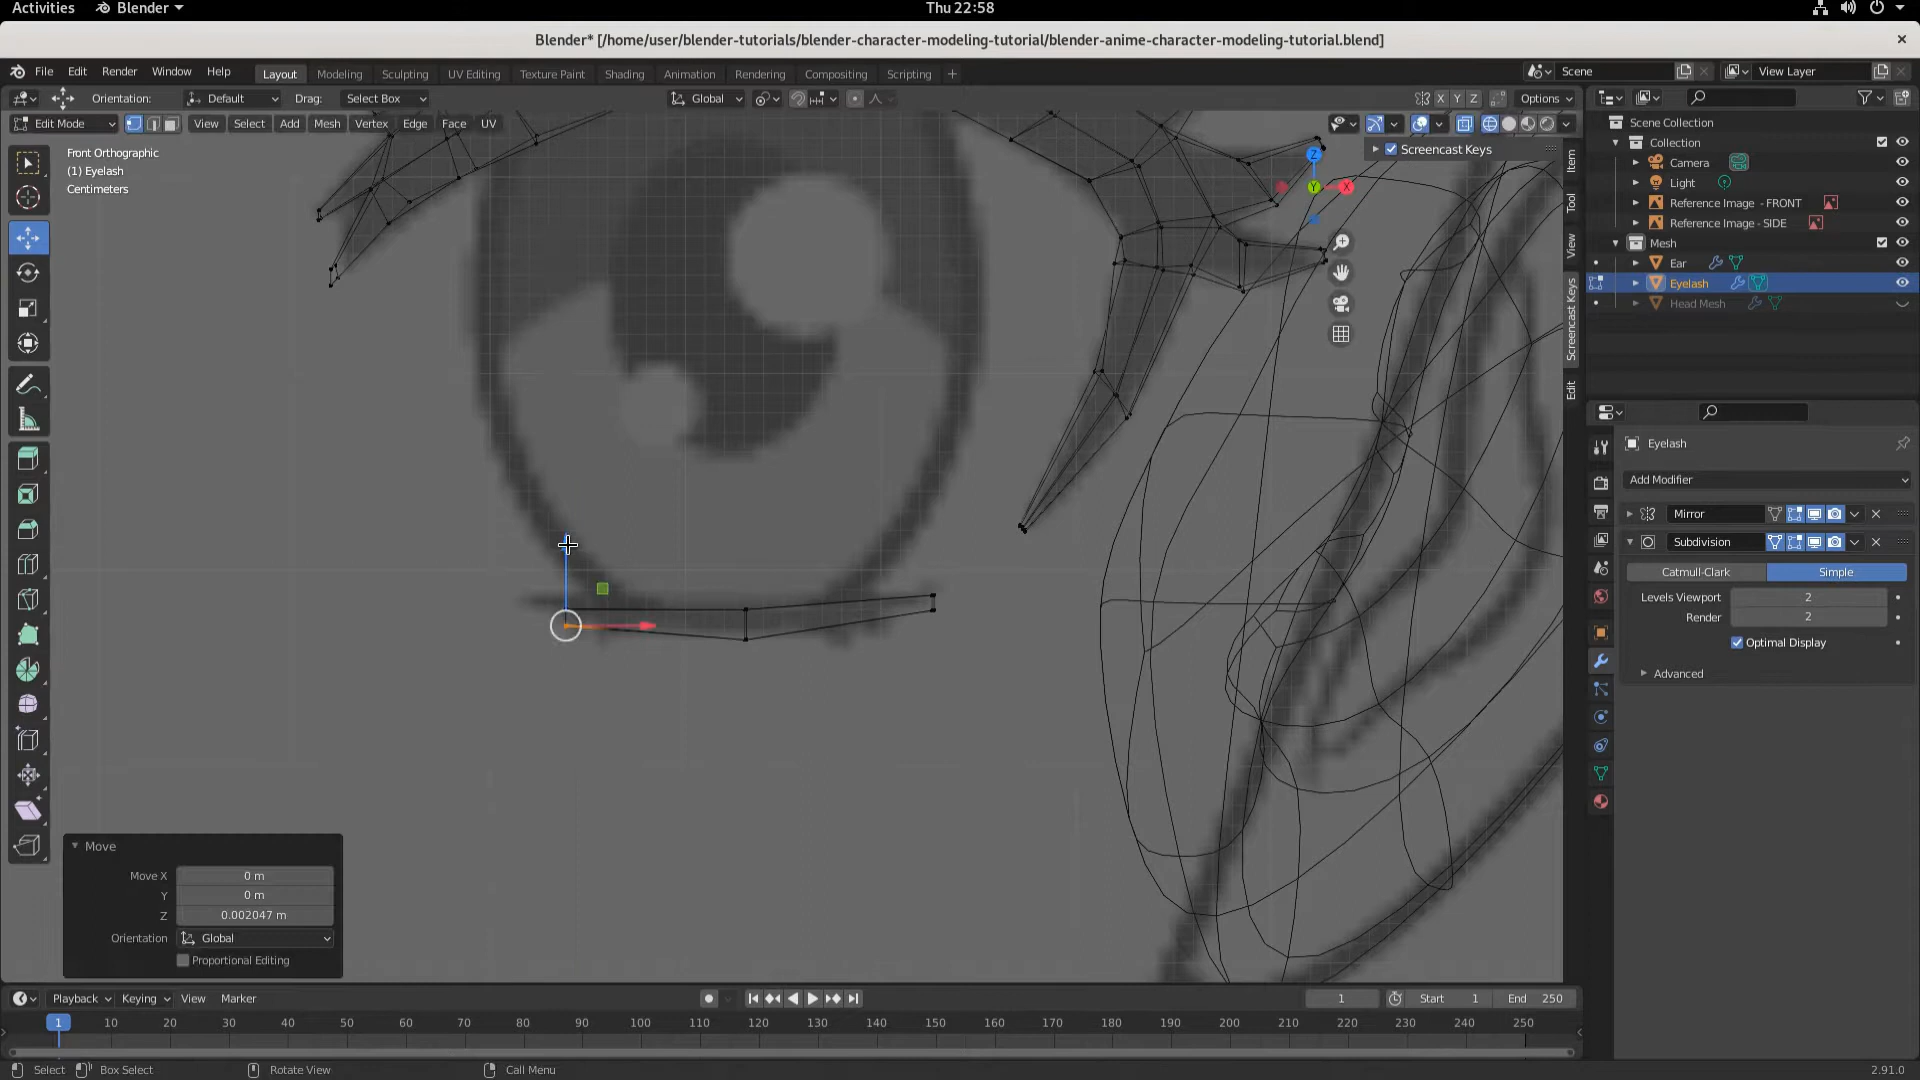 Activities Blender Thu 22:58
Blender* [/home/user/blender-tutorials/blender-character-modeling-tutorial/blender-anime-character-modeling-tutorial.blend]
File Edit Render Window Help Layout Modeling Sculpting UV Editing Texture Paint Shading Animation Rendering Compositing Scripting + Scene View Layer
Orientation: Default Drag: Select Box Global X Y Z Options
Edit Mode View Select Add Mesh Vertex Edge Face UV
Front Orthographic
(1) Eyelash
Centimeters
Screencast Keys
Z
Y
X
Item
Tool
View
Screencast Keys
Edit
Scene Collection
Collection
Camera
Light
Reference Image - FRONT
Reference Image - SIDE
Mesh
Ear
Eyelash
Head Mesh
Eyelash
Add Modifier
Mirror
Subdivision
Catmull-Clark Simple
Levels Viewport 2
Render 2
Optimal Display
Advanced
Move
Move X 0 m
Y 0 m
Z 0.002047 m
Orientation Global
Proportional Editing
Playback Keying View Marker 1 Start 1 End 250
1 10 20 30 40 50 60 70 80 90 100 110 120 130 140 150 160 170 180 190 200 210 220 230 240 250
Select Box Select Rotate View Call Menu 2.91.0